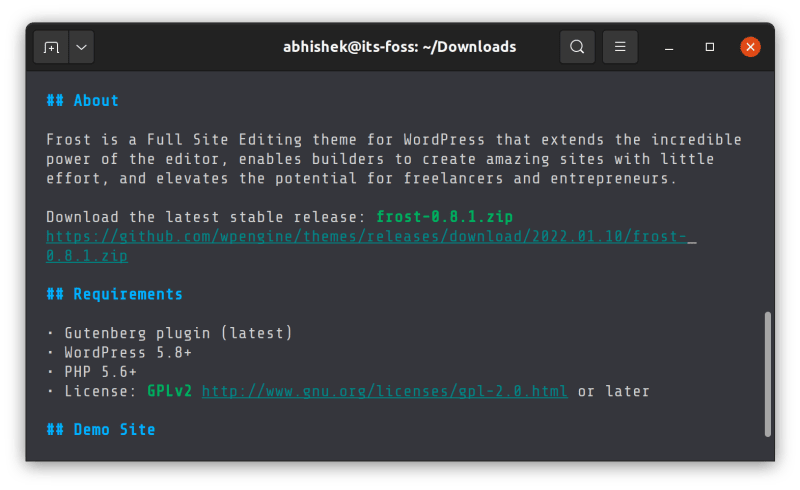 abhishek@its-foss: ~/Downloads
## About
Frost is a Full Site Editing theme for WordPress that extends the incredible
power of the editor, enables builders to create amazing sites with little
effort, and elevates the potential for freelancers and entrepreneurs.
Download the latest stable release: frost-0.8.1.zip
https://github.com/wpengine/themes/releases/download/2022.01.10/frost-
0.8.1.zip
## Requirements
· Gutenberg plugin (latest)
· WordPress 5.8+
· PHP 5.6+
· License: GPLv2 http://www.gnu.org/licenses/gpl-2.0.html or later
## Demo Site